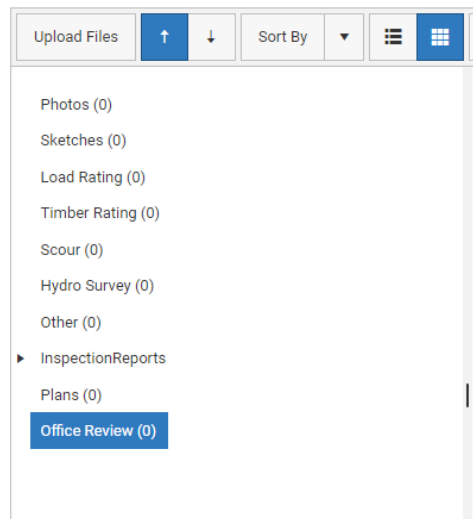 Upload Files Sort By
Photos (0)
Sketches (0)
Load Rating (0)
Timber Rating (0)
Scour (0)
Hydro Survey (0)
Other (0)
InspectionReports
Plans (0)
Office Review (0)